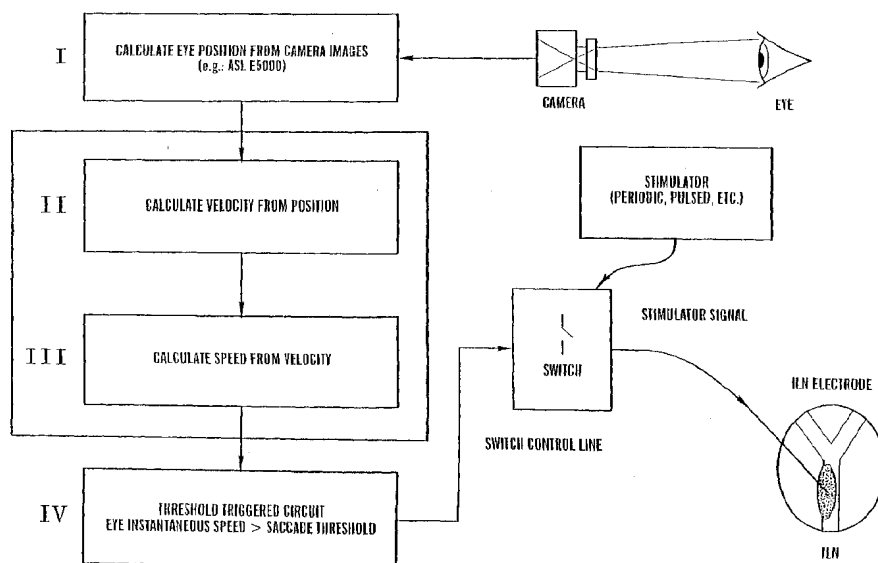 I
CALCULATE EYE POSITION FROM CAMERA IMAGES
(e.g.: ASL E5000)
CAMERA
EYE
II
CALCULATE VELOCITY FROM POSITION
STIMULATOR
(PERIODIC, PULSED, ETC.)
III
CALCULATE SPEED FROM VELOCITY
SWITCH
STIMULATOR SIGNAL
ILN ELECTRODE
SWITCH CONTROL LINE
IV
THRESHOLD TRIGGERED CIRCUIT
EYE INSTANTANEOUS SPEED > SACCADE THRESHOLD
ILN